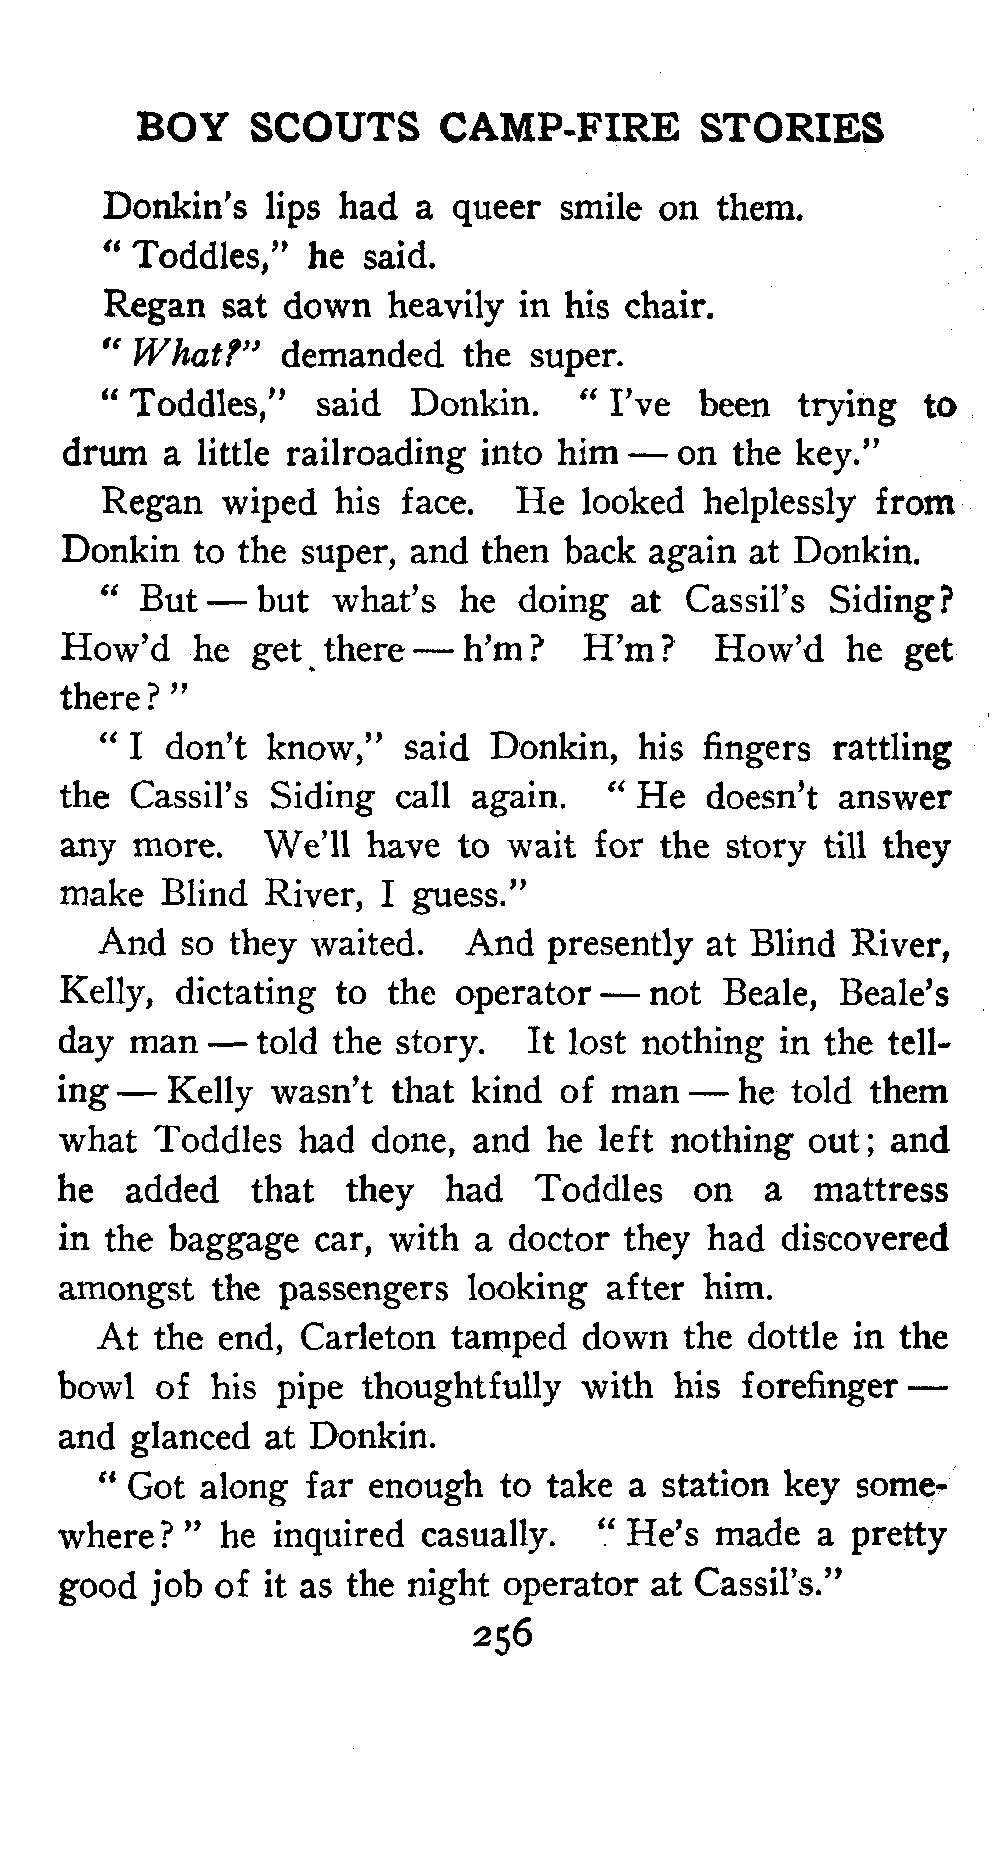 BOY SCOUTS CAMP-FIRE STORIES
Donkin's lips had a queer smile on them.
" Toddles," he said.
Regan sat down heavily in his chair.
" What?" demanded the super.
" Toddles," said Donkin. " I've been trying to
drum a little railroading into him — on the key."
Regan wiped his face. He looked helplessly from
Donkin to the super, and then back again at Donkin.
" But — but what's he doing at Cassil's Siding?
How'd he get there — h'm? H'm? How'd he get
there? "
" I don't know," said Donkin, his fingers rattling
the Cassil's Siding call again. " He doesn't answer
any more. We'll have to wait for the story till they
make Blind River, I guess."
And so they waited. And presently at Blind River,
Kelly, dictating to the operator — not Beale, Beale's
day man — told the story. It lost nothing in the tell-
ing — Kelly wasn't that kind of man — he told them
what Toddles had done, and he left nothing out; and
he added that they had Toddles on a mattress
in the baggage car, with a doctor they had discovered
amongst the passengers looking after him.
At the end, Carleton tamped down the dottle in the
bowl of his pipe thoughtfully with his forefinger —
and glanced at Donkin.
" Got along far enough to take a station key some-
where? " he inquired casually. " He's made a pretty
good job of it as the night operator at Cassil's."
256